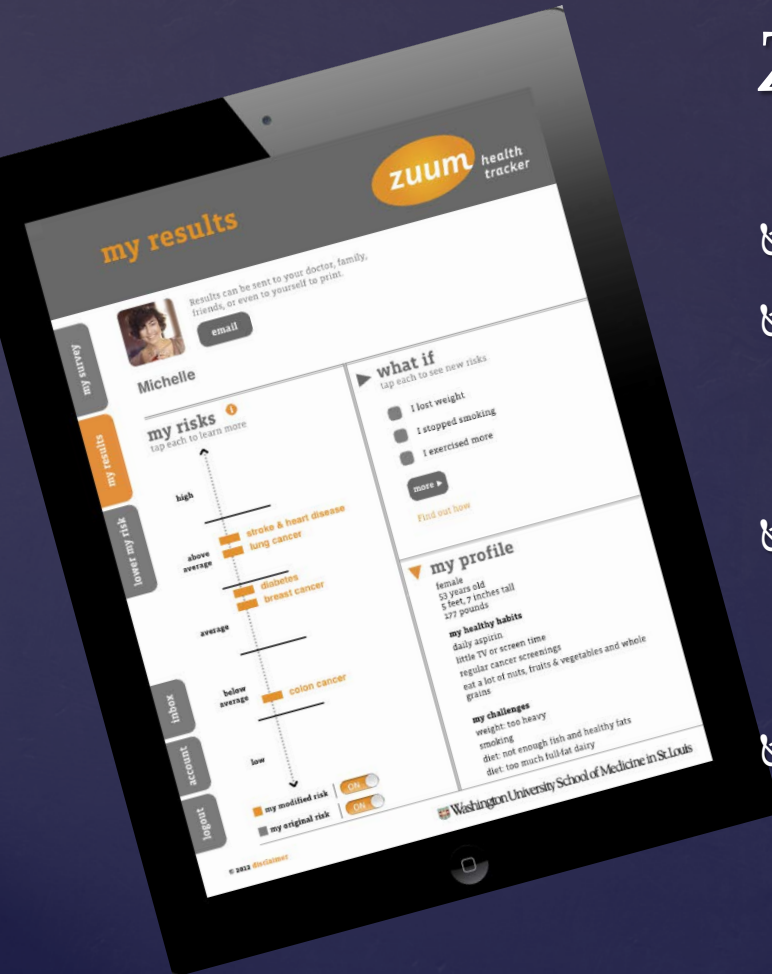 my results
zuum health
tracker
Results can be sent to your doctor, family,
friends, or even to yourself to print.
email
Michelle
my survey
my results
lower my risk
inbox
account
logout
my risks i
tap each to learn more
high
stroke & heart disease
lung cancer
above
average
diabetes
breast cancer
average
below
average
colon cancer
low
my modified risk ON
my original risk ON
what if
tap each to see new risks
I lost weight
I stopped smoking
I exercised more
more
Find out how
my profile
female
53 years old
5 feet, 7 inches tall
177 pounds
my healthy habits
daily aspirin
little TV or screen time
regular cancer screenings
eat a lot of nuts, fruits & vegetables and whole
grains
my challenges
weight: too heavy
smoking
diet: not enough fish and healthy fats
diet: too much full-fat dairy
Washington University School of Medicine in St. Louis
© 2012 disclaimer